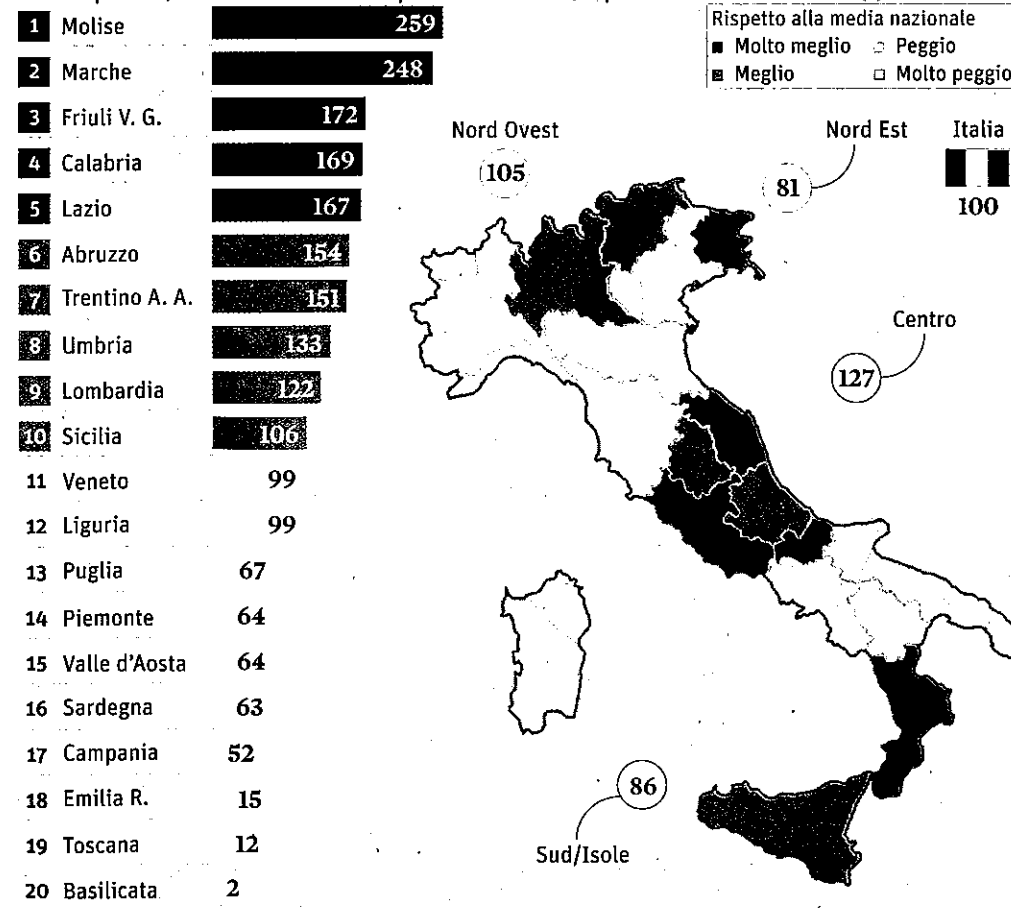 1 Molise 259
2 Marche 248
3 Friuli V. G. 172
4 Calabria 169
5 Lazio 167
6 Abruzzo 154
7 Trentino A. A. 151
8 Umbria 133
9 Lombardia 122
10 Sicilia 106
11 Veneto 99
12 Liguria 99
13 Puglia 67
14 Piemonte 64
15 Valle d'Aosta 64
16 Sardegna 63
17 Campania 52
18 Emilia R. 15
19 Toscana 12
20 Basilicata 2
Rispetto alla media nazionale
Molto meglio Peggio
Meglio Molto peggio
Nord Ovest
105
Nord Est
81
Italia
100
Centro
127
86
Sud/Isole